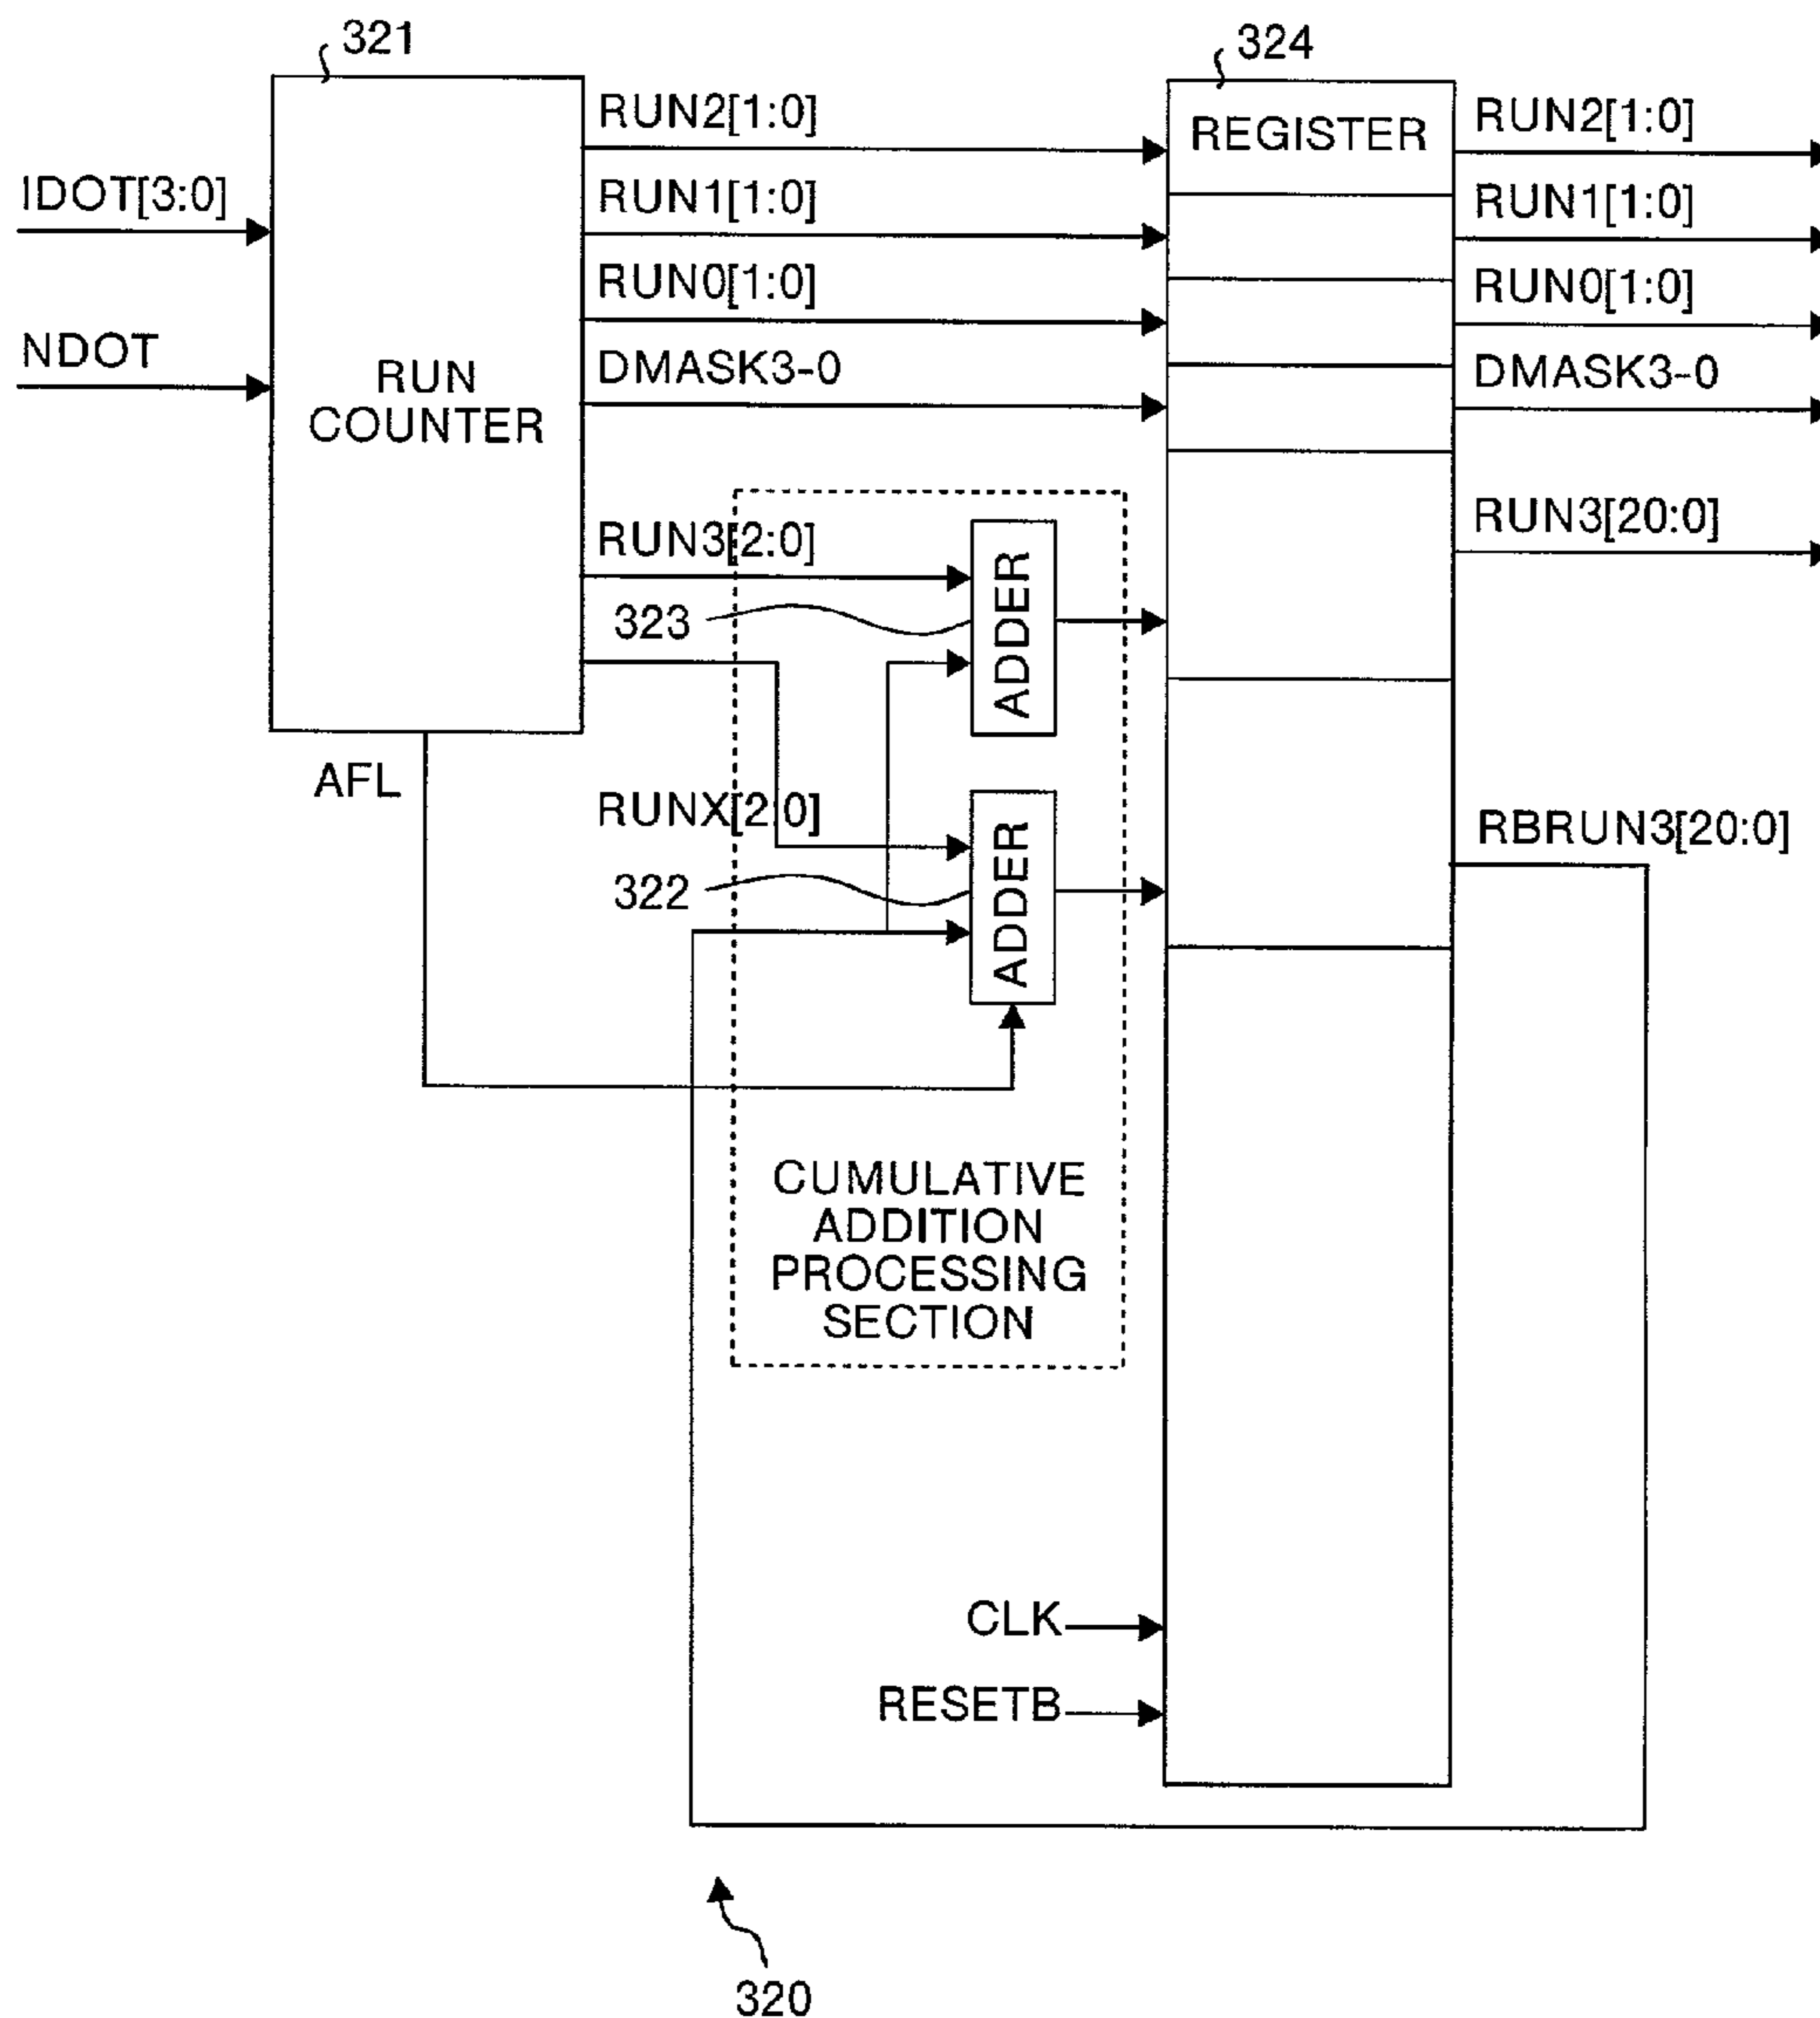 321
324
RUN2[1:0]
REGISTER
RUN2[1:0]
IDOT[3:0]
RUN1[1:0]
RUN1[1:0]
RUN0[1:0]
RUN0[1:0]
NDOT
RUN
COUNTER
DMASK3-0
DMASK3-0
RUN3[2:0]
ADDER
RUN3[20:0]
323
AFL
RUNX[2:0]
ADDER
RBRUN3[20:0]
322
CUMULATIVE
ADDITION
PROCESSING
SECTION
CLK
RESETB
320